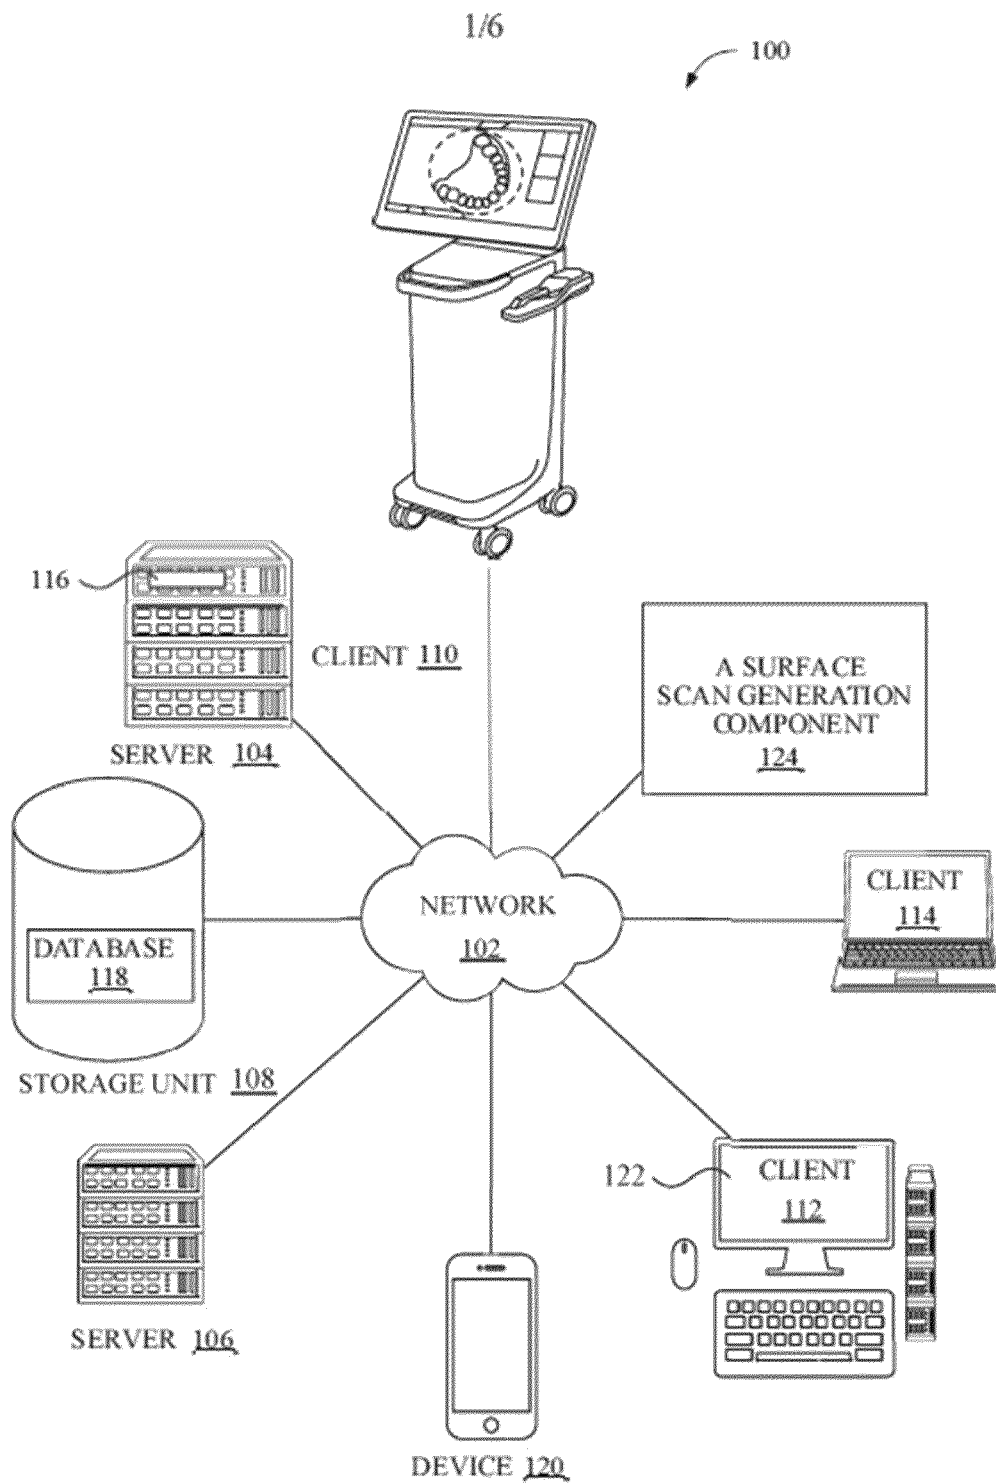 1/6
100
116
CLIENT 110
SERVER 104
A SURFACE
SCAN GENERATION
COMPONENT
124
NETWORK
102
CLIENT
114
DATABASE
118
STORAGE UNIT 108
122
CLIENT
112
SERVER 106
DEVICE 120